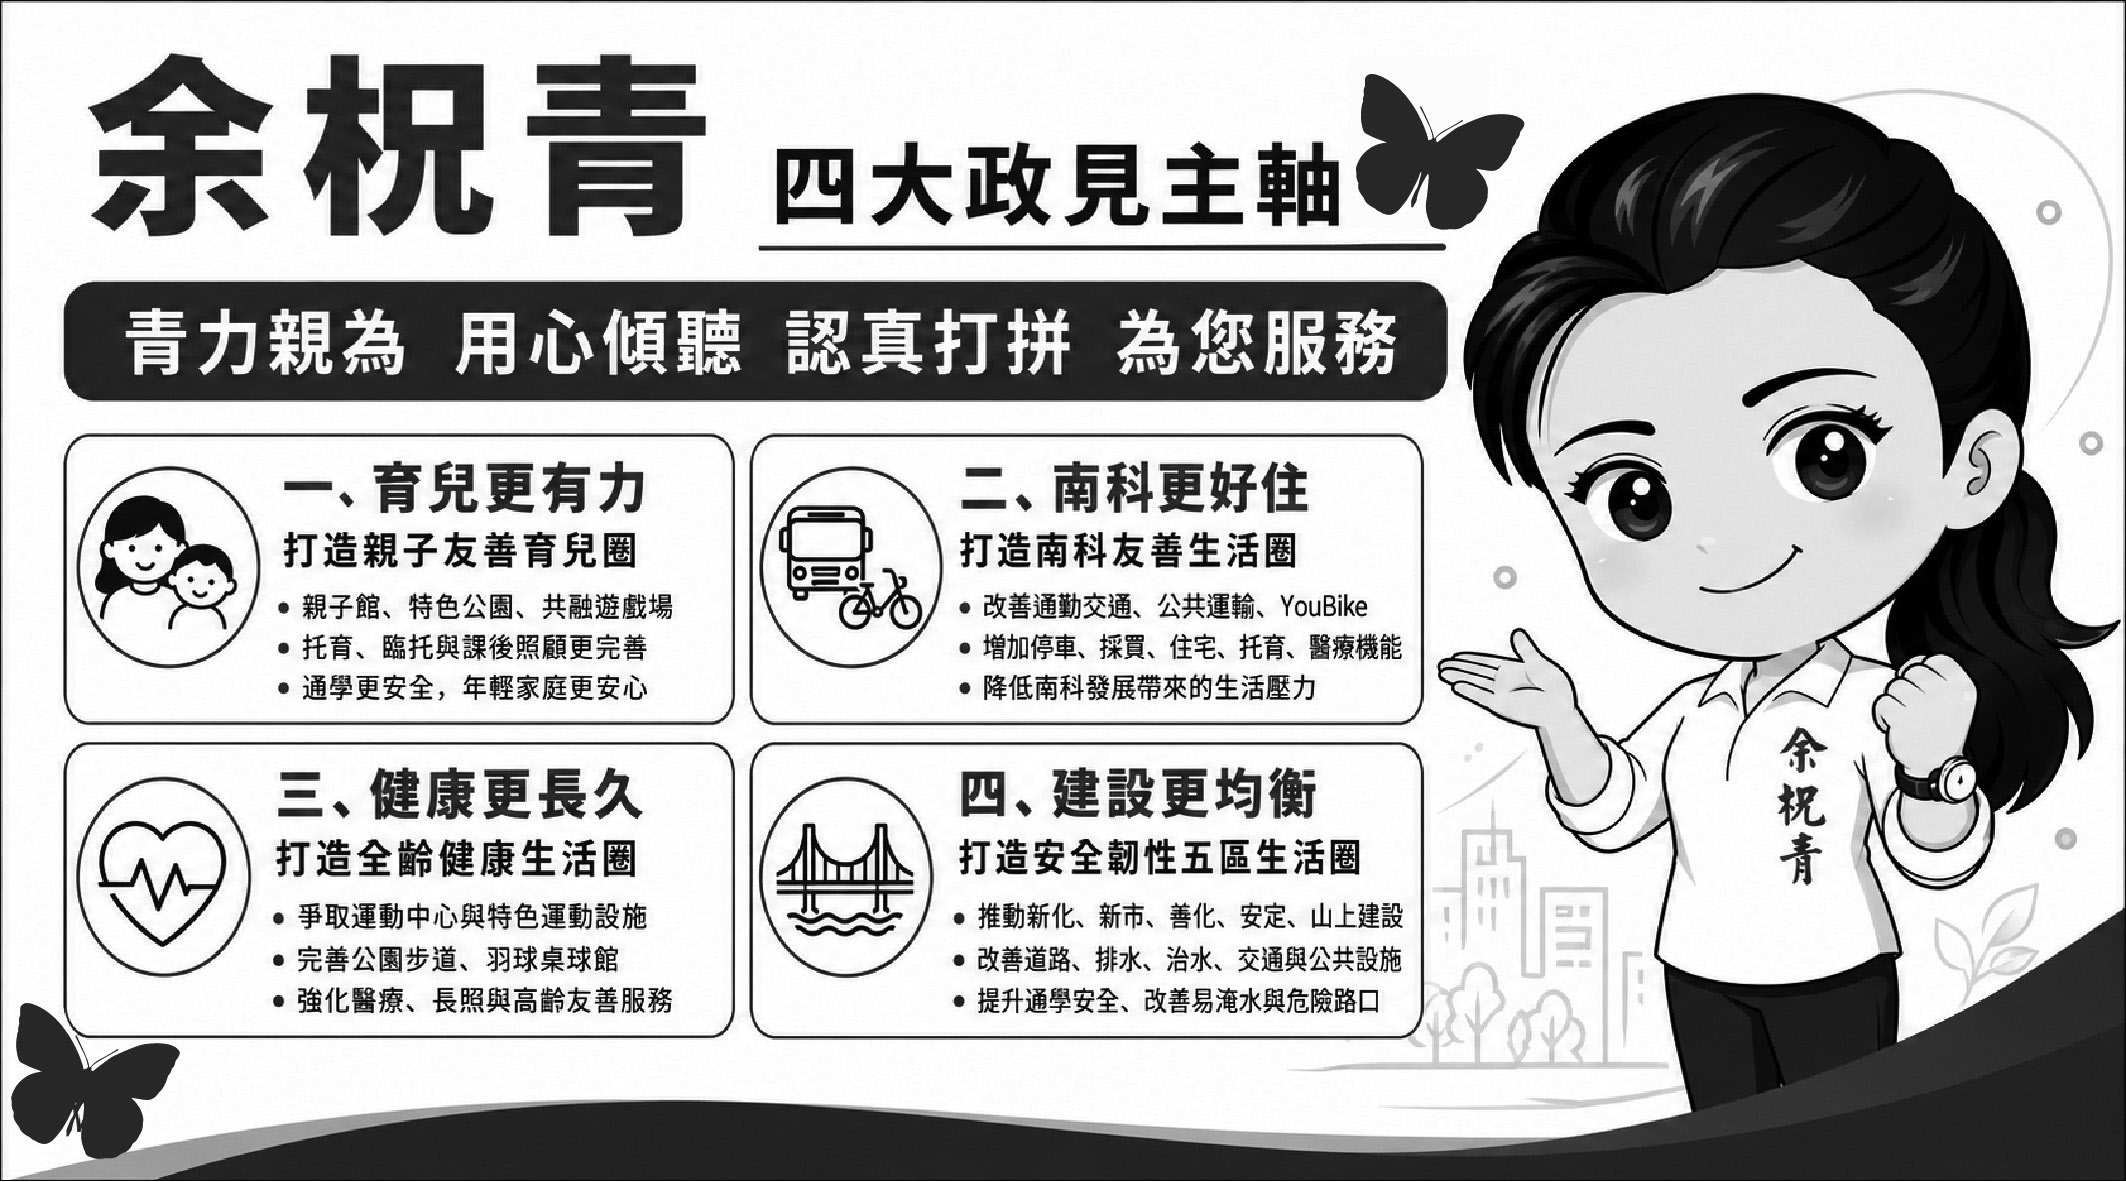 余祝青
四大政見主軸
青力親為 用心傾聽 認真打拼 為您服務
一、育兒更有力
打造親子友善育兒圈
• 親子館、特色公園、共融遊戲場
• 托育、臨托與課後照顧更完善
• 通學更安全，年輕家庭更安心
二、南科更好住
打造南科友善生活圈
• 改善通勤交通、公共運輸、YouBike
• 增加停車、採買、住宅、托育、醫療機能
• 降低南科發展帶來的生活壓力
三、健康更長久
打造全齡健康生活圈
• 爭取運動中心與特色運動設施
• 完善公園步道、羽球桌球館
• 強化醫療、長照與高齡友善服務
四、建設更均衡
打造安全韌性五區生活圈
• 推動新化、新市、善化、安定、山上建設
• 改善道路、排水、治水、交通與公共設施
• 提升通學安全、改善易淹水與危險路口
余祝青